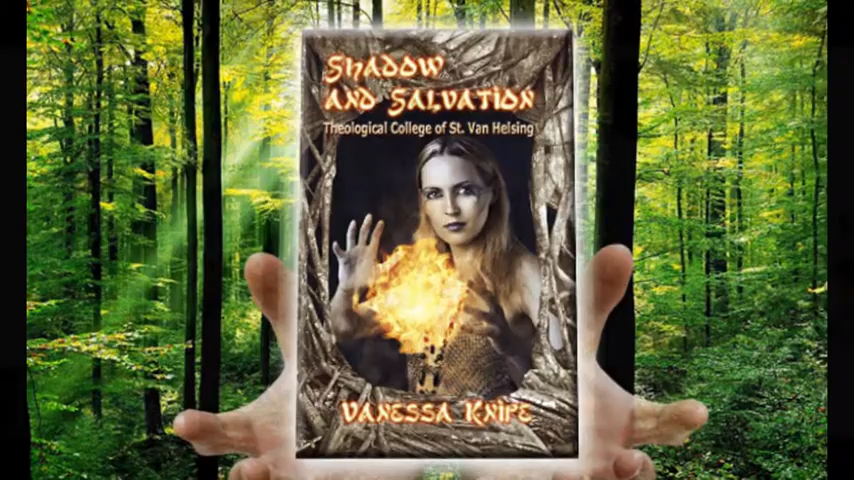 Shadow
and Salvation
Theological College of St. Van Helsing
Vanessa Knipe